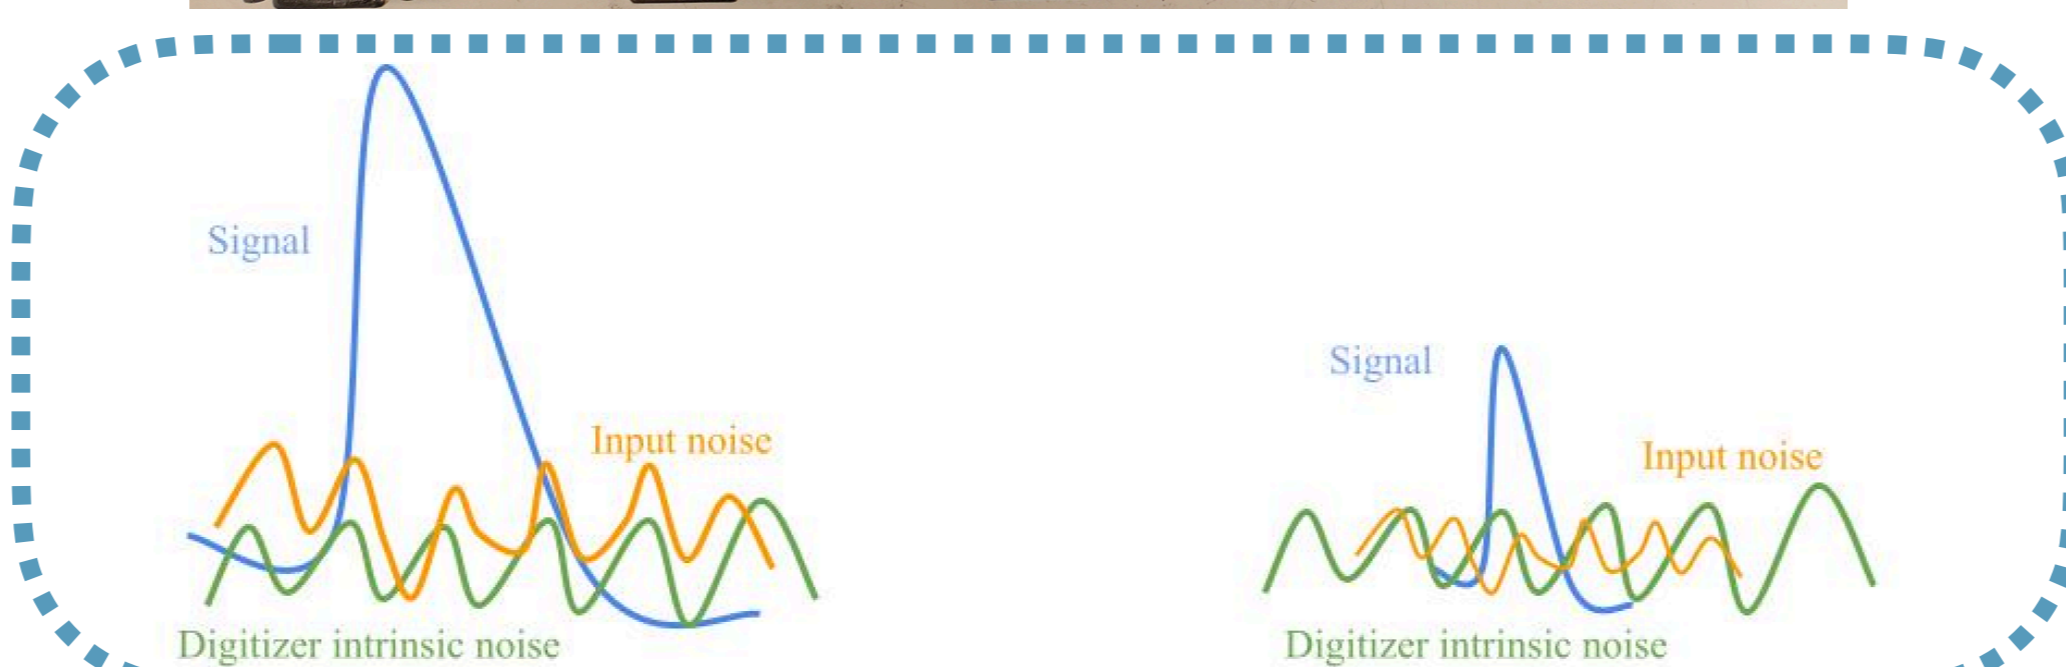 Signal
Input noise
Digitizer intrinsic noise
Signal
Input noise
Digitizer intrinsic noise